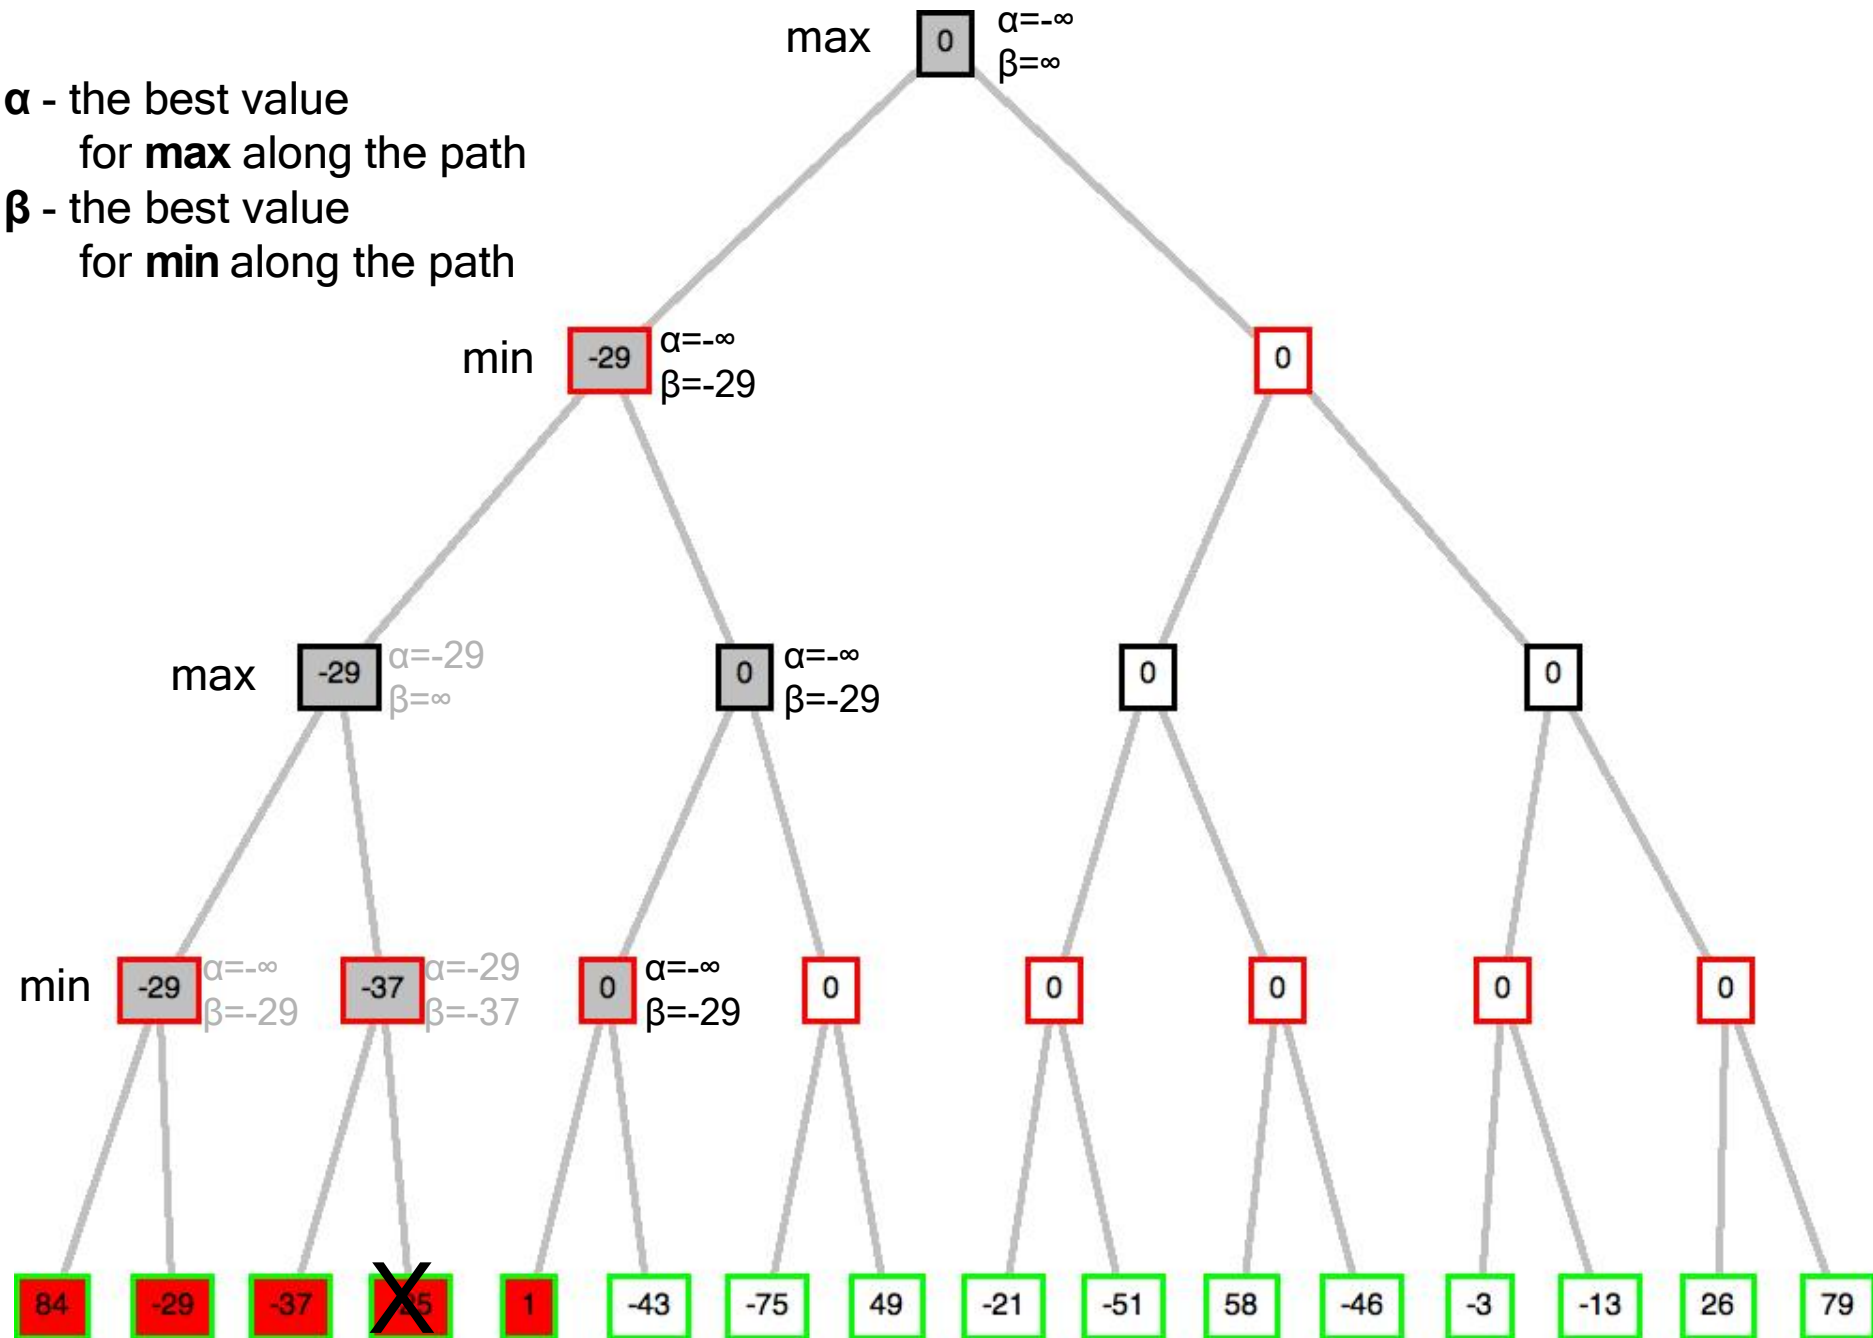 max
0
α=-∞
β=∞
α - the best value
for max along the path
β - the best value
for min along the path
min
-29
α=-∞
β=-29
0
max
-29
α=-29
β=∞
0
α=-∞
β=-29
0
0
min
-29
α=-∞
β=-29
-37
α=-29
β=-37
0
α=-∞
β=-29
0
0
0
0
0
84
-29
-37
X
1
-43
-75
49
-21
-51
58
-46
-3
-13
26
79